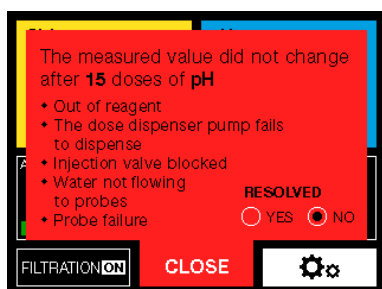 The measured value did not change
after 15 doses of pH
• Out of reagent
• The dose dispenser pump fails
to dispense
• Injection valve blocked
• Water not flowing
to probes
• Probe failure
RESOLVED
YES NO
FILTRATION ON
CLOSE